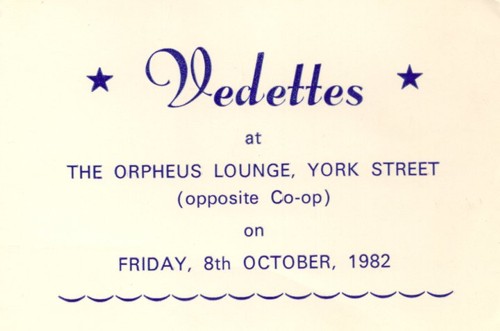 Vedettes
at
THE ORPHEUS LOUNGE, YORK STREET
(opposite Co-op)
on
FRIDAY, 8th OCTOBER, 1982